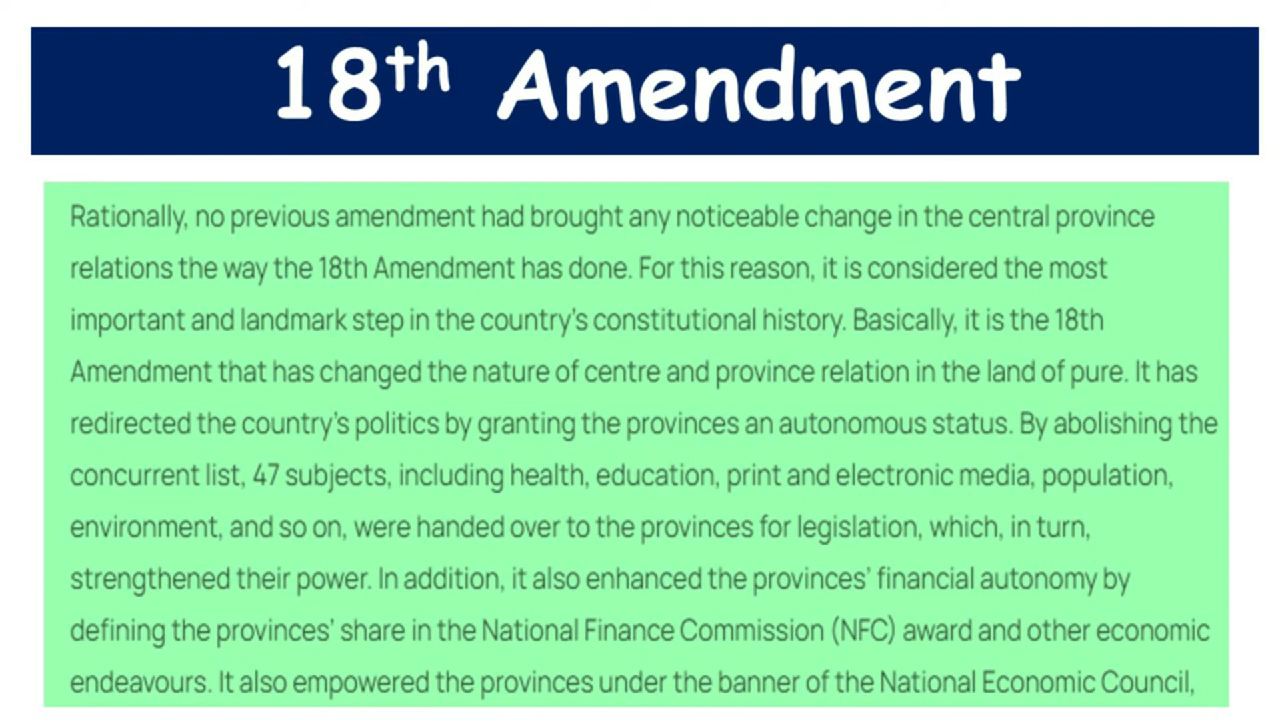 18th Amendment
Rationally, no previous amendment had brought any noticeable change in the central province
relations the way the 18th Amendment has done. For this reason, it is considered the most
important and landmark step in the country's constitutional history. Basically, it is the 18th
Amendment that has changed the nature of centre and province relation in the land of pure. It has
redirected the country's politics by granting the provinces an autonomous status. By abolishing the
concurrent list, 47 subjects, including health, education, print and electronic media, population,
environment, and so on, were handed over to the provinces for legislation, which, in turn,
strengthened their power. In addition, it also enhanced the provinces' financial autonomy by
defining the provinces' share in the National Finance Commission (NFC) award and other economic
endeavours. It also empowered the provinces under the banner of the National Economic Council,